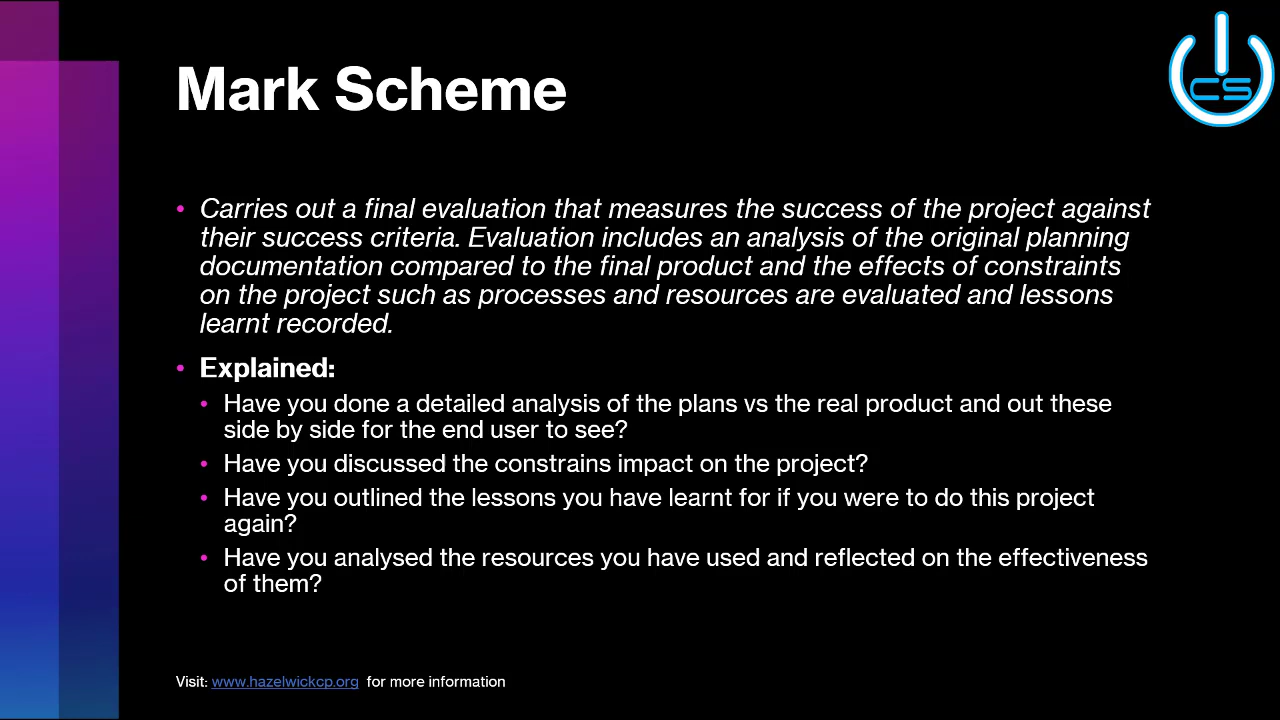 CS
Mark Scheme
• Carries out a final evaluation that measures the success of the project against
their success criteria. Evaluation includes an analysis of the original planning
documentation compared to the final product and the effects of constraints
on the project such as processes and resources are evaluated and lessons
learnt recorded.
• Explained:
• Have you done a detailed analysis of the plans vs the real product and out these
side by side for the end user to see?
• Have you discussed the constrains impact on the project?
• Have you outlined the lessons you have learnt for if you were to do this project
again?
• Have you analysed the resources you have used and reflected on the effectiveness
of them?
Visit: www.hazelwickcp.org for more information